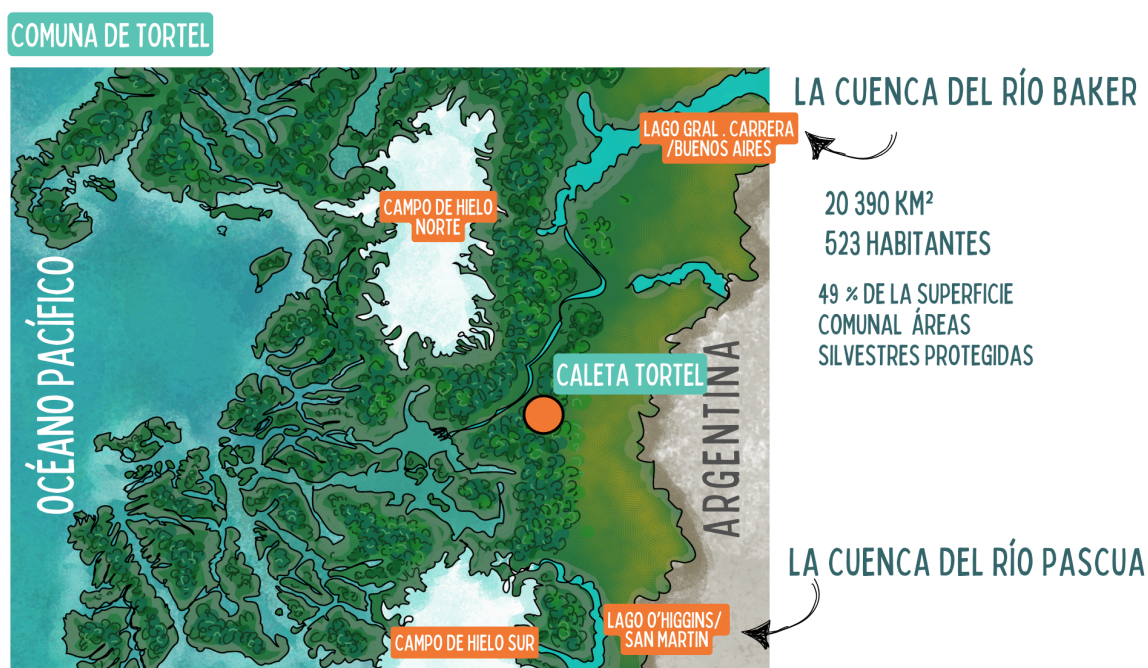 COMUNA DE TORTEL
LA CUENCA DEL RÍO BAKER
LAGO GRAL . CARRERA
/BUENOS AIRES
20 390 KM²
523 HABITANTES
49 % DE LA SUPERFICIE
COMUNAL ÁREAS
SILVESTRES PROTEGIDAS
CAMPO DE HIELO
NORTE
OCÉANO PACÍFICO
CALETA TORTEL
ARGENTINA
LA CUENCA DEL RÍO PASCUA
LAGO O'HIGGINS/
SAN MARTIN
CAMPO DE HIELO SUR